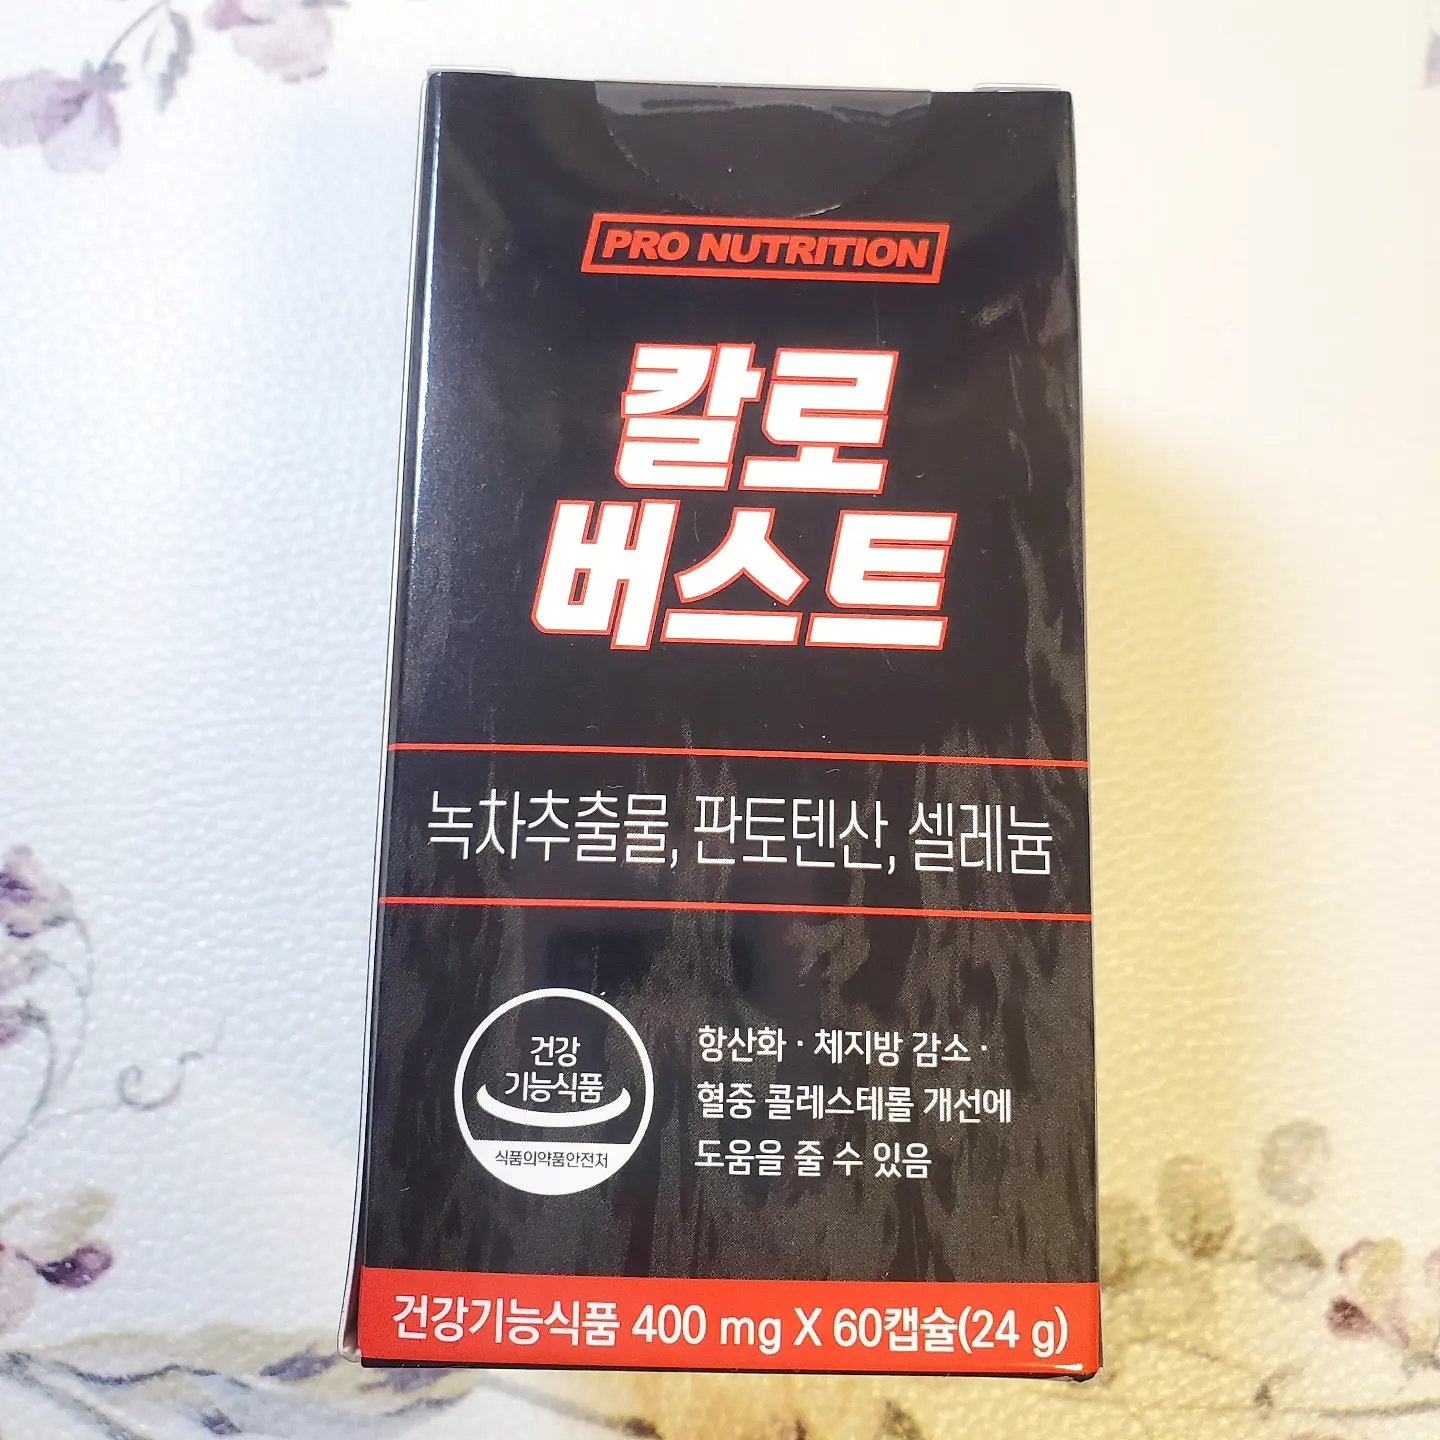 PRO NUTRITION
칼로
버스트
녹차추출물, 판토텐산, 셀레늄
건강
기능식품
식품의약품안전처
항산화 · 체지방 감소 ·
혈중 콜레스테롤 개선에
도움을 줄 수 있음
건강기능식품 400 mg X 60캡슐(24 g)